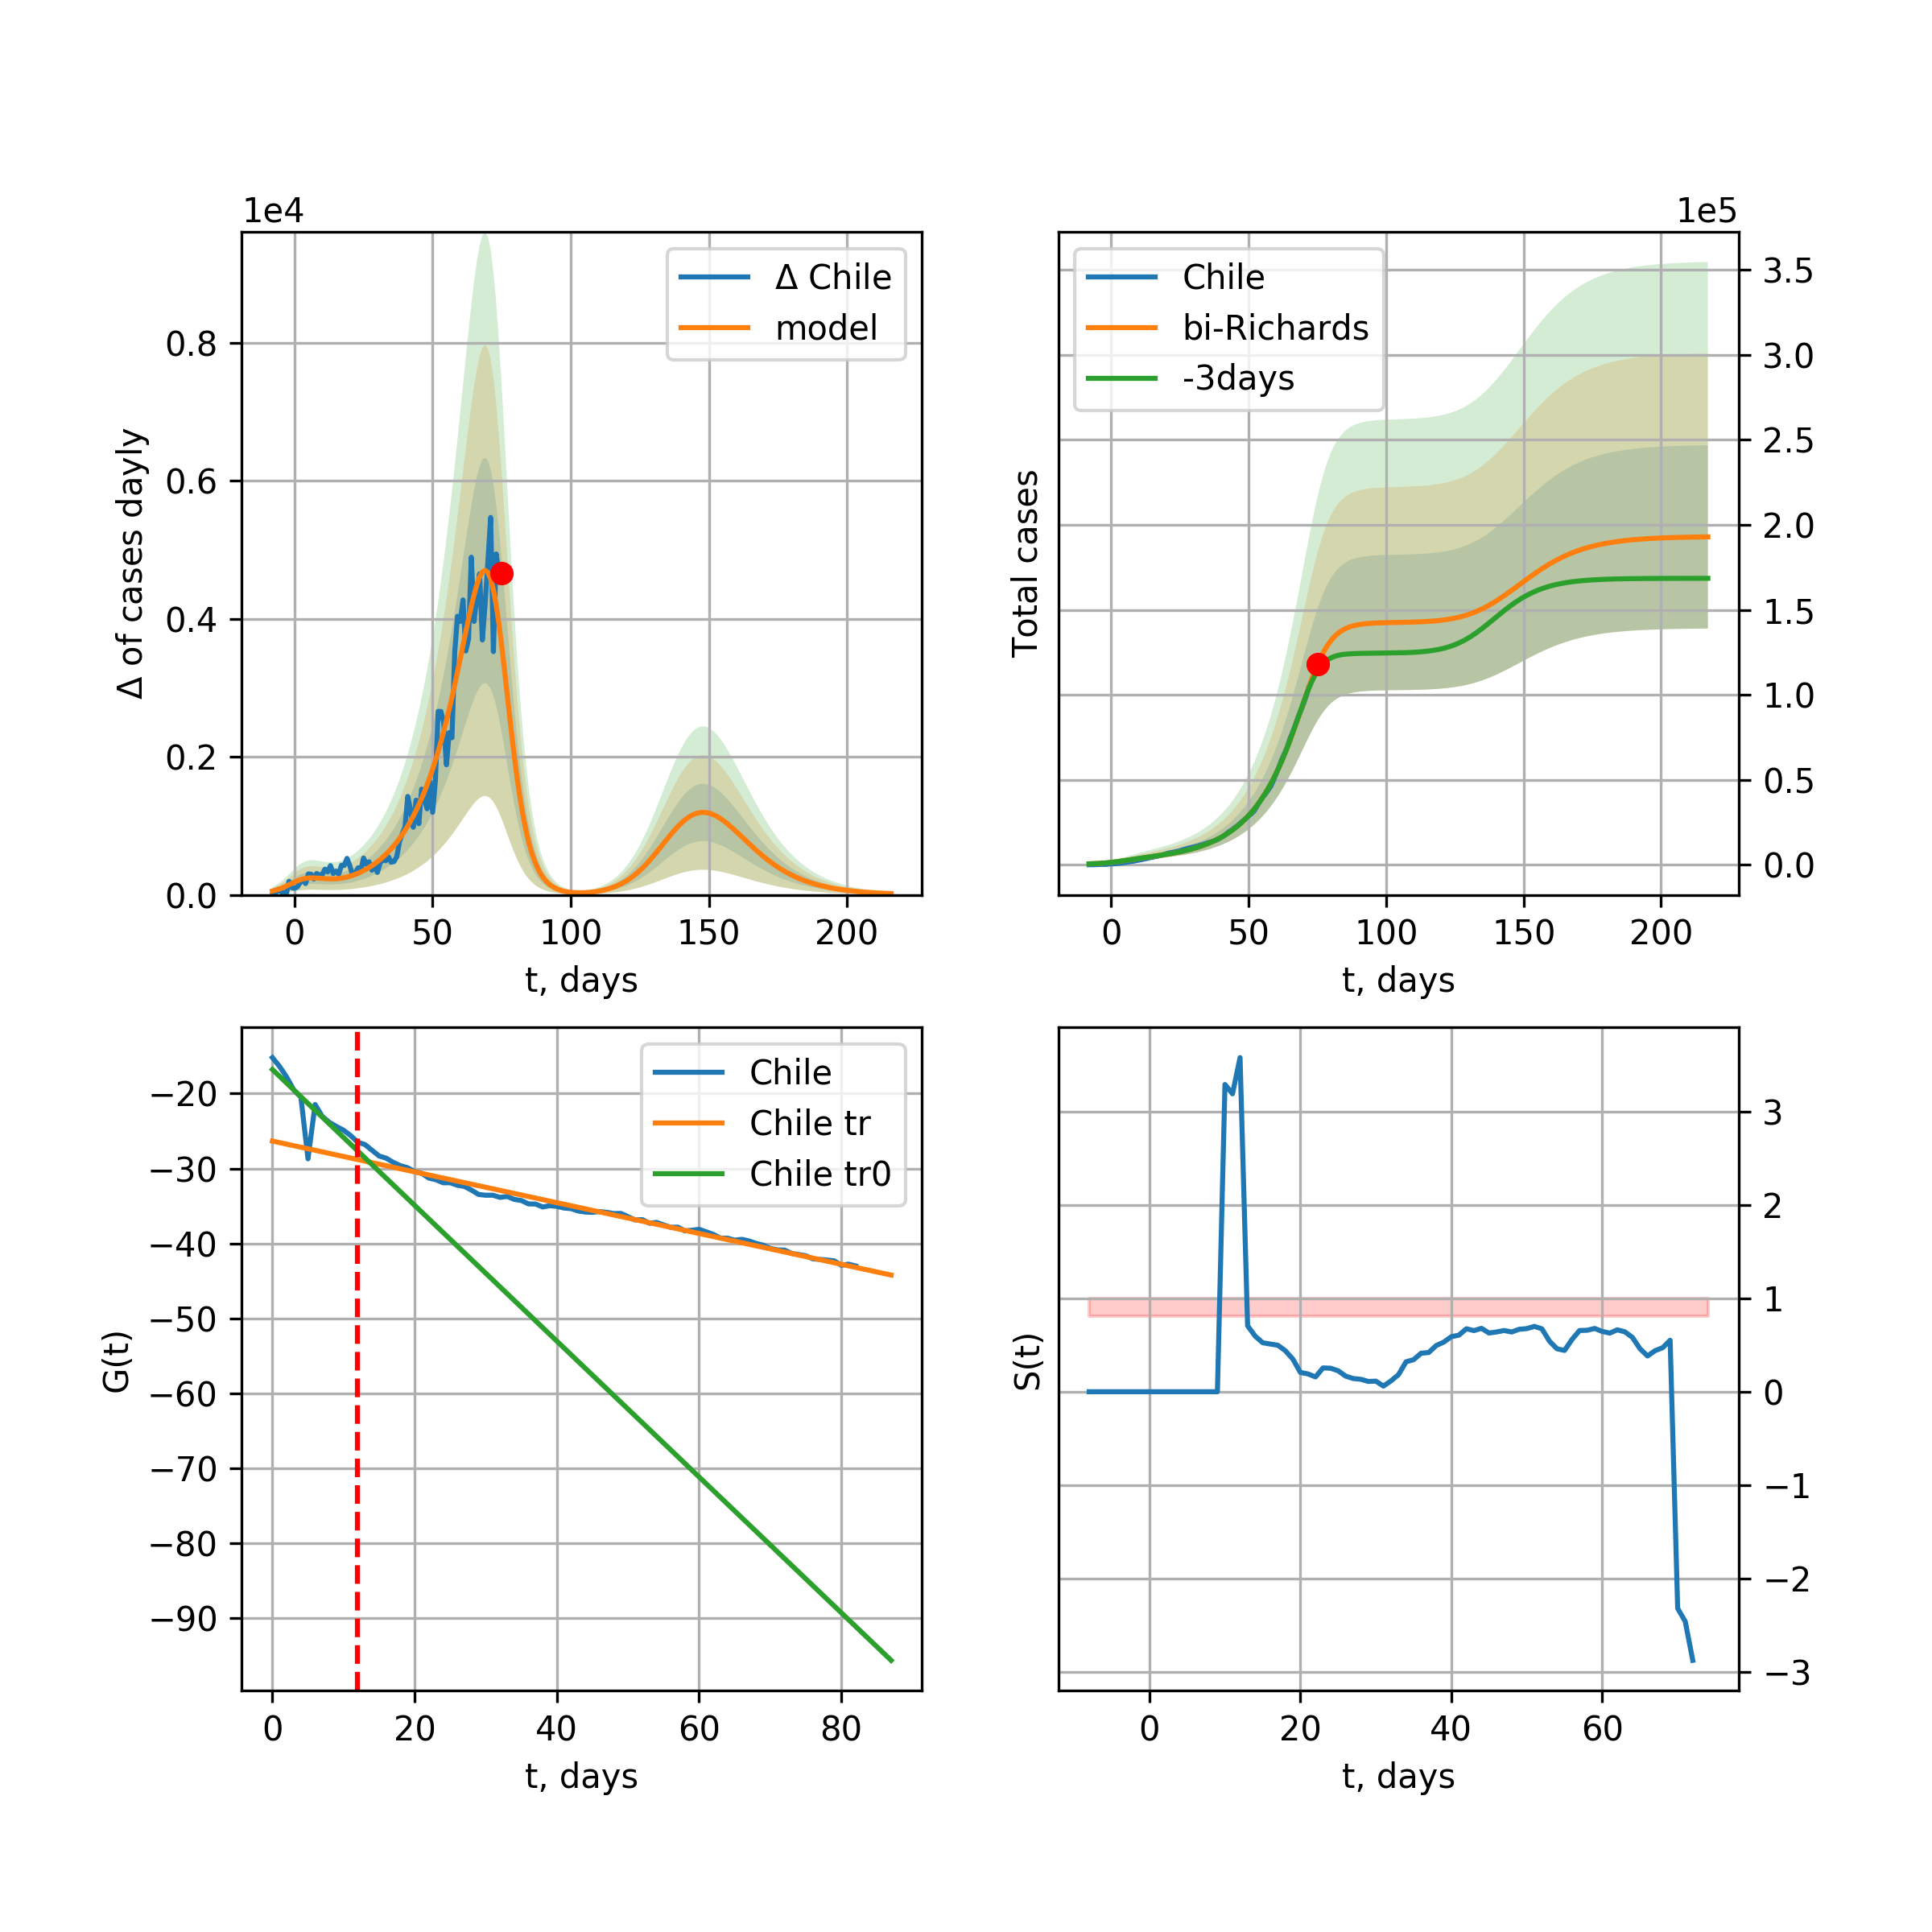 1e4
Δ Chile
model
Δ of cases dayly
0.8
0.6
0.4
0.2
0.0
0 50 100 150 200
t, days
1e5
Chile
bi-Richards
-3days
Total cases
3.5
3.0
2.5
2.0
1.5
1.0
0.5
0.0
0 50 100 150 200
t, days
Chile
Chile tr
Chile tr0
G(t)
−20
−30
−40
−50
−60
−70
−80
−90
0 20 40 60 80
t, days
S(t)
3
2
1
0
−1
−2
−3
0 20 40 60
t, days